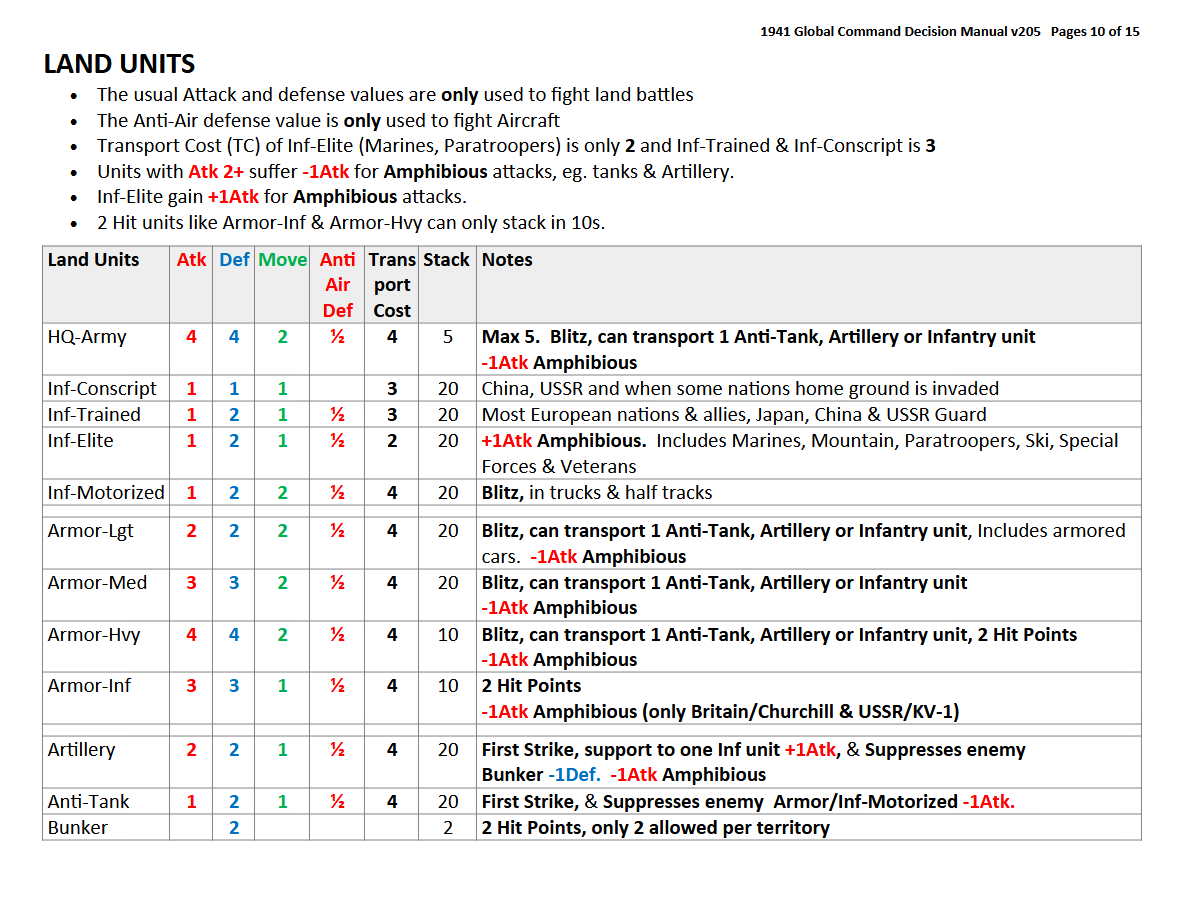 1941 Global Command Decision Manual v205 Pages 10 of 15
LAND UNITS
• The usual Attack and defense values are only used to fight land battles
• The Anti-Air defense value is only used to fight Aircraft
• Transport Cost (TC) of Inf-Elite (Marines, Paratroopers) is only 2 and Inf-Trained & Inf-Conscript is 3
• Units with Atk 2+ suffer -1Atk for Amphibious attacks, eg. tanks & Artillery.
• Inf-Elite gain +1Atk for Amphibious attacks.
• 2 Hit units like Armor-Inf & Armor-Hvy can only stack in 10s.
Land Units Atk Def Move Anti Trans Stack Notes
Air port
Def Cost
HQ-Army 4 4 2 ½ 4 5 Max 5. Blitz, can transport 1 Anti-Tank, Artillery or Infantry unit
-1Atk Amphibious
Inf-Conscript 1 1 1 3 20 China, USSR and when some nations home ground is invaded
Inf-Trained 1 2 1 ½ 3 20 Most European nations & allies, Japan, China & USSR Guard
Inf-Elite 1 2 1 ½ 2 20 +1Atk Amphibious. Includes Marines, Mountain, Paratroopers, Ski, Special
Forces & Veterans
Inf-Motorized 1 2 2 ½ 4 20 Blitz, in trucks & half tracks
Armor-Lgt 2 2 2 ½ 4 20 Blitz, can transport 1 Anti-Tank, Artillery or Infantry unit, Includes armored
cars. -1Atk Amphibious
Armor-Med 3 3 2 ½ 4 20 Blitz, can transport 1 Anti-Tank, Artillery or Infantry unit
-1Atk Amphibious
Armor-Hvy 4 4 2 ½ 4 10 Blitz, can transport 1 Anti-Tank, Artillery or Infantry unit, 2 Hit Points
-1Atk Amphibious
Armor-Inf 3 3 1 ½ 4 10 2 Hit Points
-1Atk Amphibious (only Britain/Churchill & USSR/KV-1)
Artillery 2 2 1 ½ 4 20 First Strike, support to one Inf unit +1Atk, & Suppresses enemy
Bunker -1Def. -1Atk Amphibious
Anti-Tank 1 2 1 ½ 4 20 First Strike, & Suppresses enemy Armor/Inf-Motorized -1Atk.
Bunker 2 2 2 Hit Points, only 2 allowed per territory